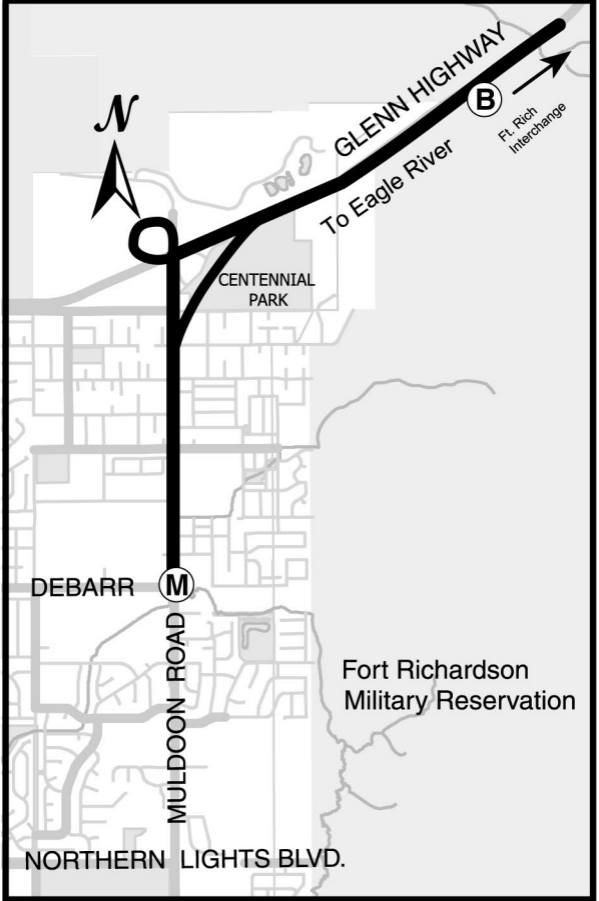 N
GLENN HIGHWAY
B
Ft. Rich
Interchange
To Eagle River
CENTENNIAL
PARK
DEBARR
M
MULDOON ROAD
Fort Richardson
Military Reservation
NORTHERN LIGHTS BLVD.